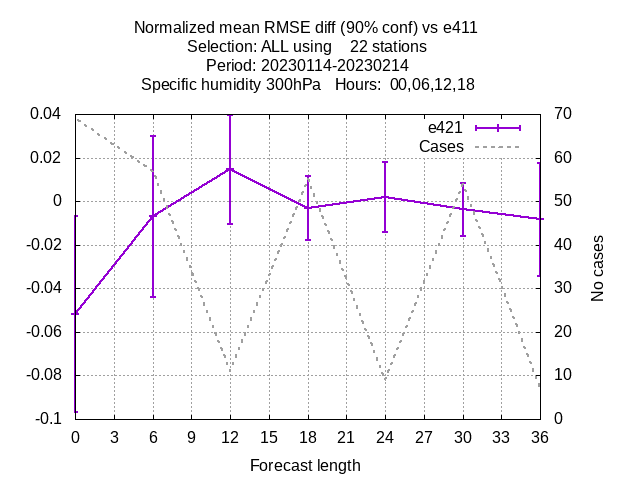 Normalized mean RMSE diff (90% conf) vs e411
Selection: ALL using    22 stations
Period: 20230114-20230214
Specific humidity 300hPa   Hours:  00,06,12,18
0.04
0.02
0
-0.02
-0.04
-0.06
-0.08
-0.1
e421
Cases
70
60
50
40
30
20
10
0
No cases
0 3 6 9 12 15 18 21 24 27 30 33 36
Forecast length